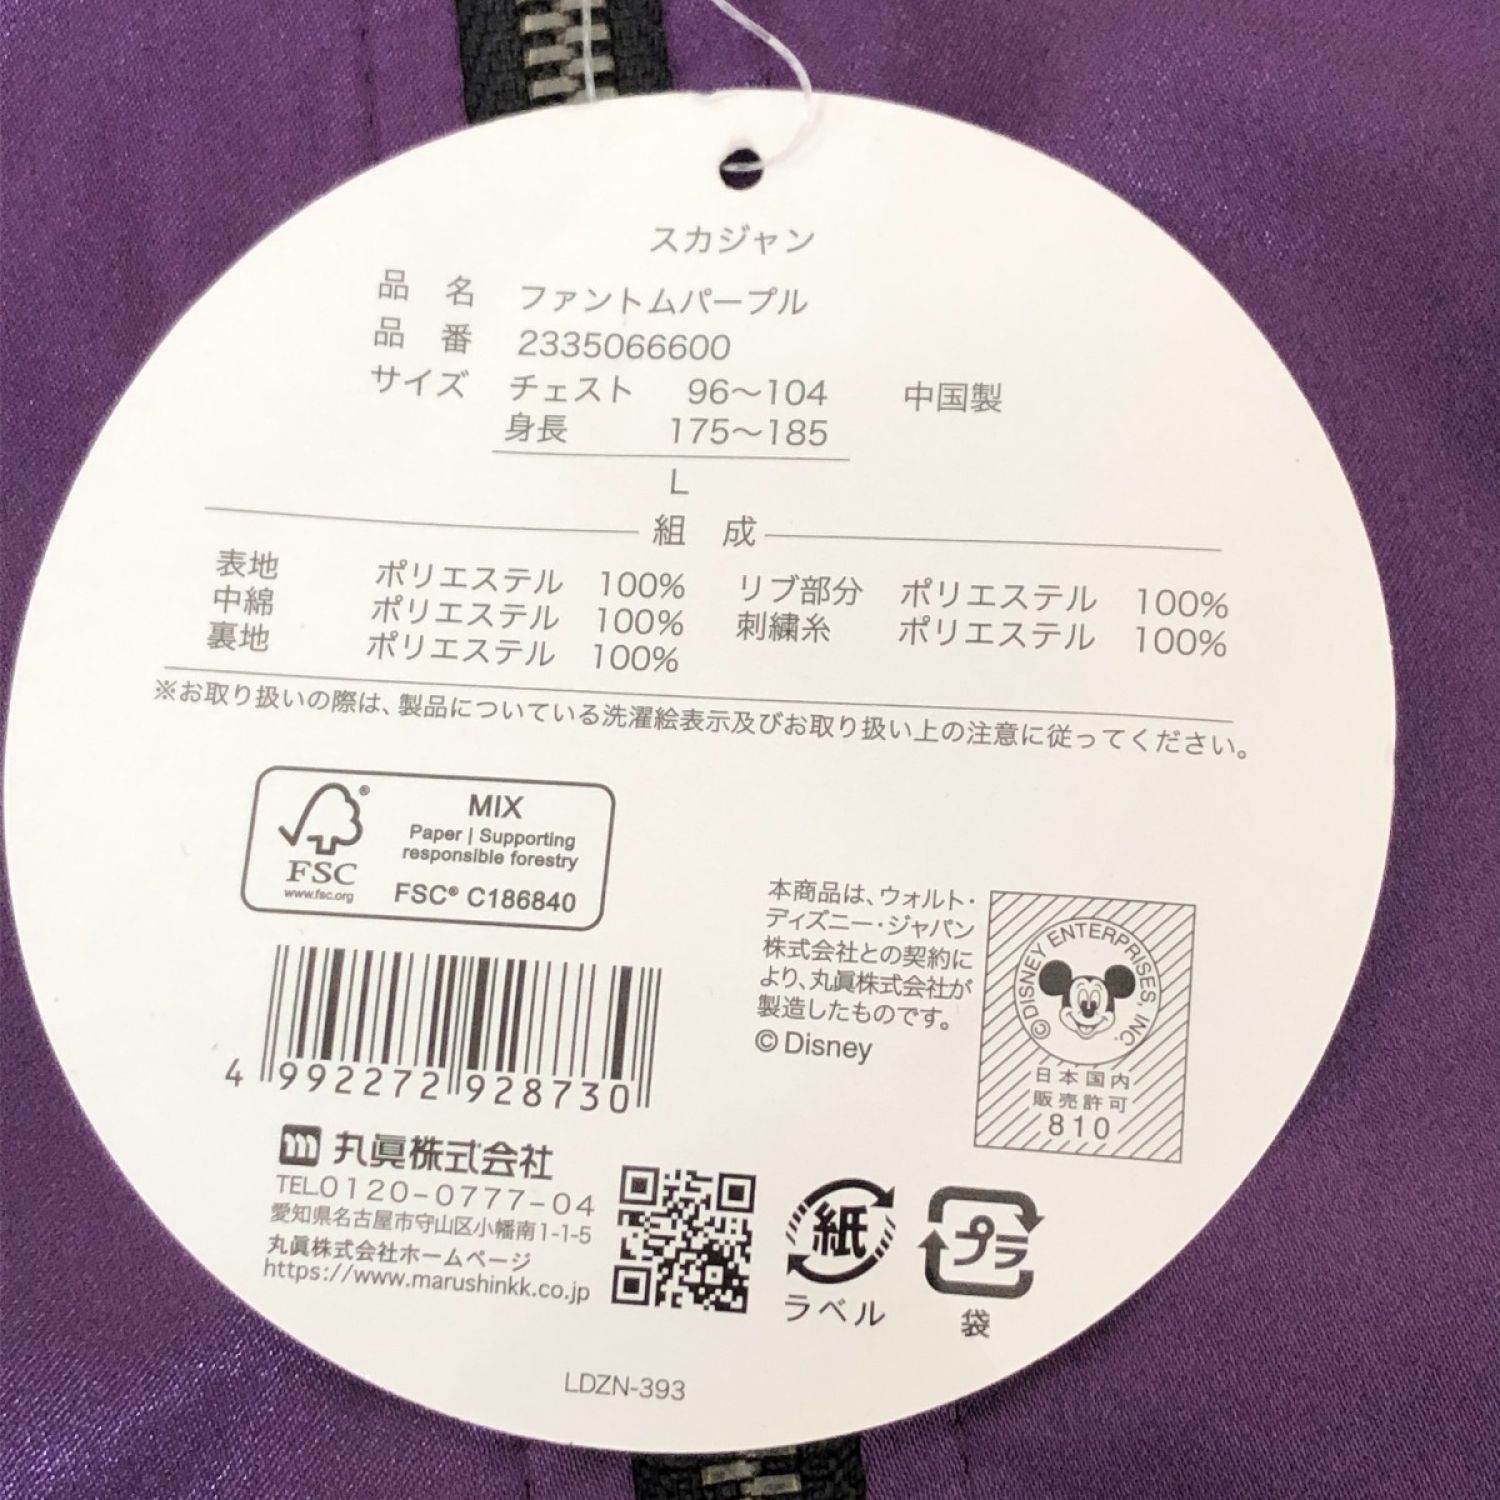 スカジャン
品名 ファントムパープル
品番 2335066600
サイズ チェスト 96〜104 中国製
身長 175〜185
L
組成
表地 ポリエステル 100% リブ部分 ポリエステル 100%
中綿 ポリエステル 100% 刺繍糸 ポリエステル 100%
裏地 ポリエステル 100%
※お取り扱いの際は、製品についている洗濯絵表示及びお取り扱い上の注意に従ってください。
MIX
Paper | Supporting
responsible forestry
FSC® C186840
FSC
www.fsc.org
本商品は、ウォルト・
ディズニー・ジャパン
株式会社との契約に
より、丸眞株式会社が
製造したものです。
© Disney
© DISNEY ENTERPRISES, INC.
日本国内
販売許可
810
4 992272 928730
丸眞株式会社
TEL0120-0777-04
愛知県名古屋市守山区小幡南1-1-5
丸眞株式会社ホームページ
https://www.marushinkk.co.jp
紙
ラベル
プラ
袋
LDZN-393